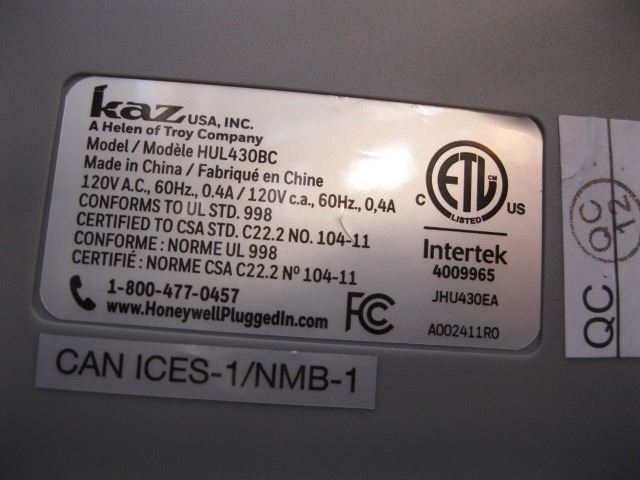 kaz USA, INC.
A Helen of Troy Company
Model / Modèle HUL430BC
Made in China / Fabriqué en Chine
120V A.C., 60Hz, 0.4A / 120V c.a., 60Hz, 0,4A
CONFORMS TO UL STD. 998
CERTIFIED TO CSA STD. C22.2 NO. 104-11
CONFORME : NORME UL 998
CERTIFIÉ : NORME CSA C22.2 Nº 104-11
1-800-477-0457
www.HoneywellPluggedIn.com
FC
ETL CM
LISTED
C US
Intertek
4009965
JHU430EA
A002411R0
CAN ICES-1/NMB-1
QC
QC
12